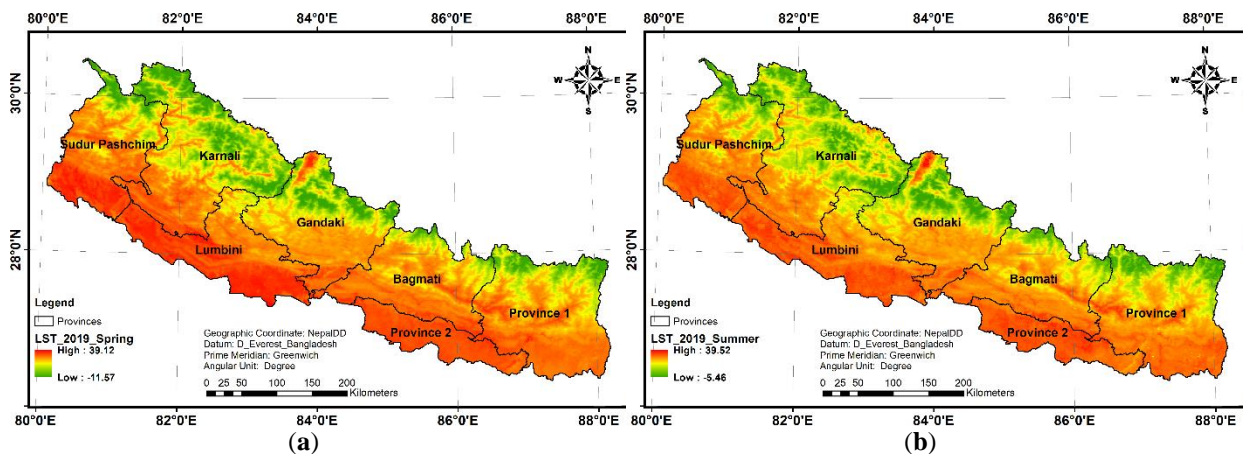 80°0'E 82°0'E 84°0'E 86°0'E 88°0'E
N
W E
S
30°0'N
Sudur Pashchim
Karnali
Gandaki
28°0'N
Lumbini
Bagmati
Province 1
Province 2
Legend
Provinces
LST_2019_Spring
High : 39.12
Low : -11.57
Geographic Coordinate: NepalDD
Datum: D_Everest_Bangladesh
Prime Meridian: Greenwich
Angular Unit: Degree
0 25 50 100 150 200
Kilometers
80°0'E 82°0'E 84°0'E 86°0'E 88°0'E
(a)
80°0'E 82°0'E 84°0'E 86°0'E 88°0'E
N
W E
S
30°0'N
Sudur Pashchim
Karnali
Gandaki
28°0'N
Lumbini
Bagmati
Province 1
Province 2
Legend
Provinces
LST_2019_Summer
High : 39.52
Low : -5.46
Geographic Coordinate: NepalDD
Datum: D_Everest_Bangladesh
Prime Meridian: Greenwich
Angular Unit: Degree
0 25 50 100 150 200
Kilometers
80°0'E 82°0'E 84°0'E 86°0'E 88°0'E
(b)